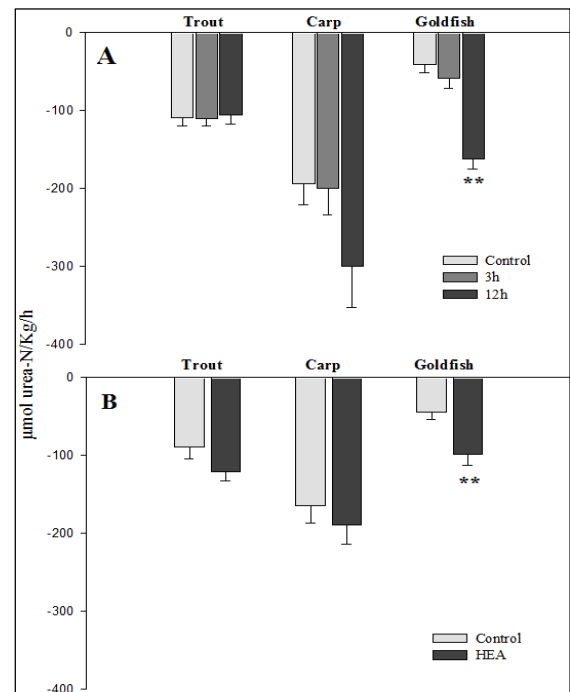 Trout Carp Goldfish
0
A
-100
-200
**
-300
Control
3h
12h
-400
µmol urea-N/Kg/h
Trout Carp Goldfish
0
B
-100
**
-200
-300
Control
HEA
-400